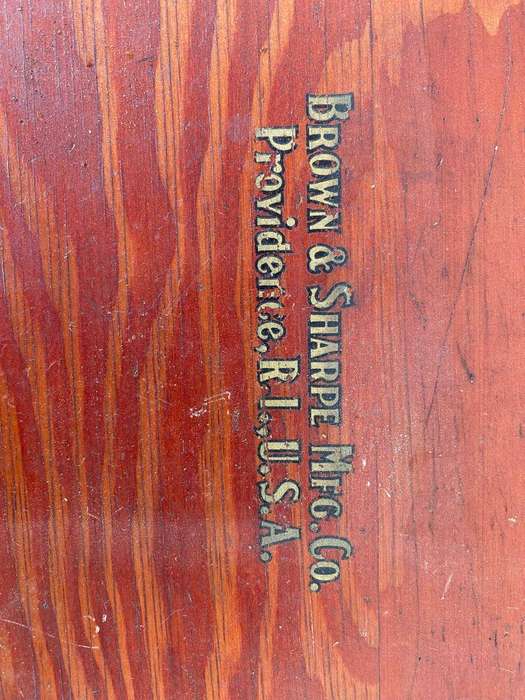 BROWN & SHARPE MFG. CO.
Providence, R.I., U.S.A.